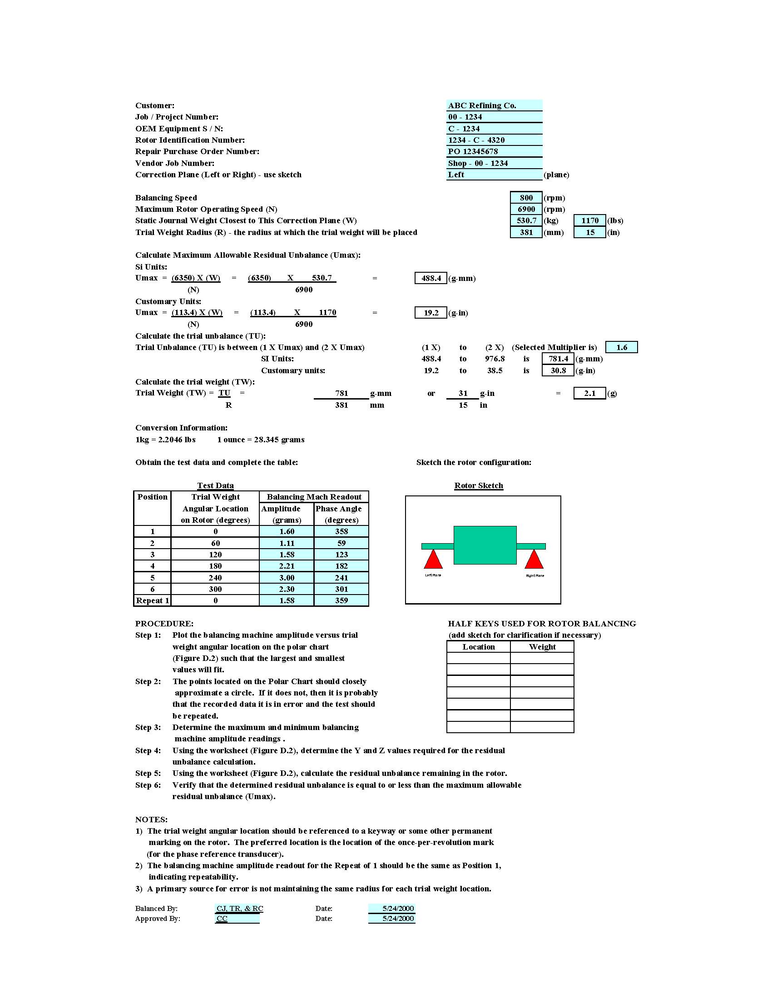 Customer: ABC Refining Co.
Job / Project Number: 00 - 1234
OEM Equipment S / N: C - 1234
Rotor Identification Number: 1234 - C - 4320
Repair Purchase Order Number: PO 12345678
Vendor Job Number: Shop - 00 - 1234
Correction Plane (Left or Right) - use sketch Left (plane)
Balancing Speed 800 (rpm)
Maximum Rotor Operating Speed (N) 6900 (rpm)
Static Journal Weight Closest to This Correction Plane (W) 530.7 (kg) 1170 (lbs)
Trial Weight Radius (R) - the radius at which the trial weight will be placed 381 (mm) 15 (in)
Calculate Maximum Allowable Residual Unbalance (Umax):
Si Units:
Umax = (6350) X (W) = (6350) X 530.7 = 488.4 (g-mm)
(N) 6900
Customary Units:
Umax = (113.4) X (W) = (113.4) X 1170 = 19.2 (g-in)
(N) 6900
Calculate the trial unbalance (TU):
Trial Unbalance (TU) is between (1 X Umax) and (2 X Umax) (1 X) to (2 X) (Selected Multiplier is) 1.6
SI Units: 488.4 to 976.8 is 781.4 (g-mm)
Customary units: 19.2 to 38.5 is 30.8 (g-in)
Calculate the trial weight (TW):
Trial Weight (TW) = TU = 781 g-mm or 31 g-in = 2.1 (g)
R 381 mm 15 in
Conversion Information:
1kg = 2.2046 lbs 1 ounce = 28.345 grams
Obtain the test data and complete the table: Sketch the rotor configuration:
Test Data Rotor Sketch
Position Trial Weight Balancing Mach Readout
Angular Location Amplitude Phase Angle
on Rotor (degrees) (grams) (degrees)
1 0 1.60 358
2 60 1.11 59
3 120 1.58 123
4 180 2.21 182
5 240 3.00 241
6 300 2.30 301
Repeat 1 0 1.58 359
Left Plane Right Plane
PROCEDURE:
Step 1: Plot the balancing machine amplitude versus trial
weight angular location on the polar chart
(Figure D.2) such that the largest and smallest
values will fit.
Step 2: The points located on the Polar Chart should closely
approximate a circle. If it does not, then it is probably
that the recorded data it is in error and the test should
be repeated.
Step 3: Determine the maximum and minimum balancing
machine amplitude readings .
HALF KEYS USED FOR ROTOR BALANCING
(add sketch for clarification if necessary)
Location Weight
Step 4: Using the worksheet (Figure D.2), determine the Y and Z values required for the residual
unbalance calculation.
Step 5: Using the worksheet (Figure D.2), calculate the residual unbalance remaining in the rotor.
Step 6: Verify that the determined residual unbalance is equal to or less than the maximum allowable
residual unbalance (Umax).
NOTES:
1) The trial weight angular location should be referenced to a keyway or some other permanent
marking on the rotor. The preferred location is the location of the once-per-revolution mark
(for the phase reference transducer).
2) The balancing machine amplitude readout for the Repeat of 1 should be the same as Position 1,
indicating repeatability.
3) A primary source for error is not maintaining the same radius for each trial weight location.
Balanced By: CJ, TR, & RC Date: 5/24/2000
Approved By: CC Date: 5/24/2000